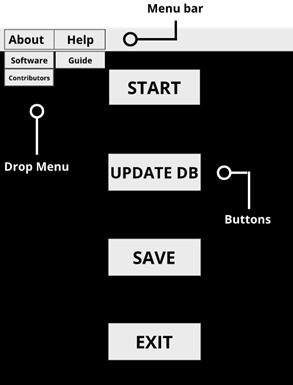 Menu bar
About Help
Software Guide
Contributors
START
Drop Menu
UPDATE DB
Buttons
SAVE
EXIT